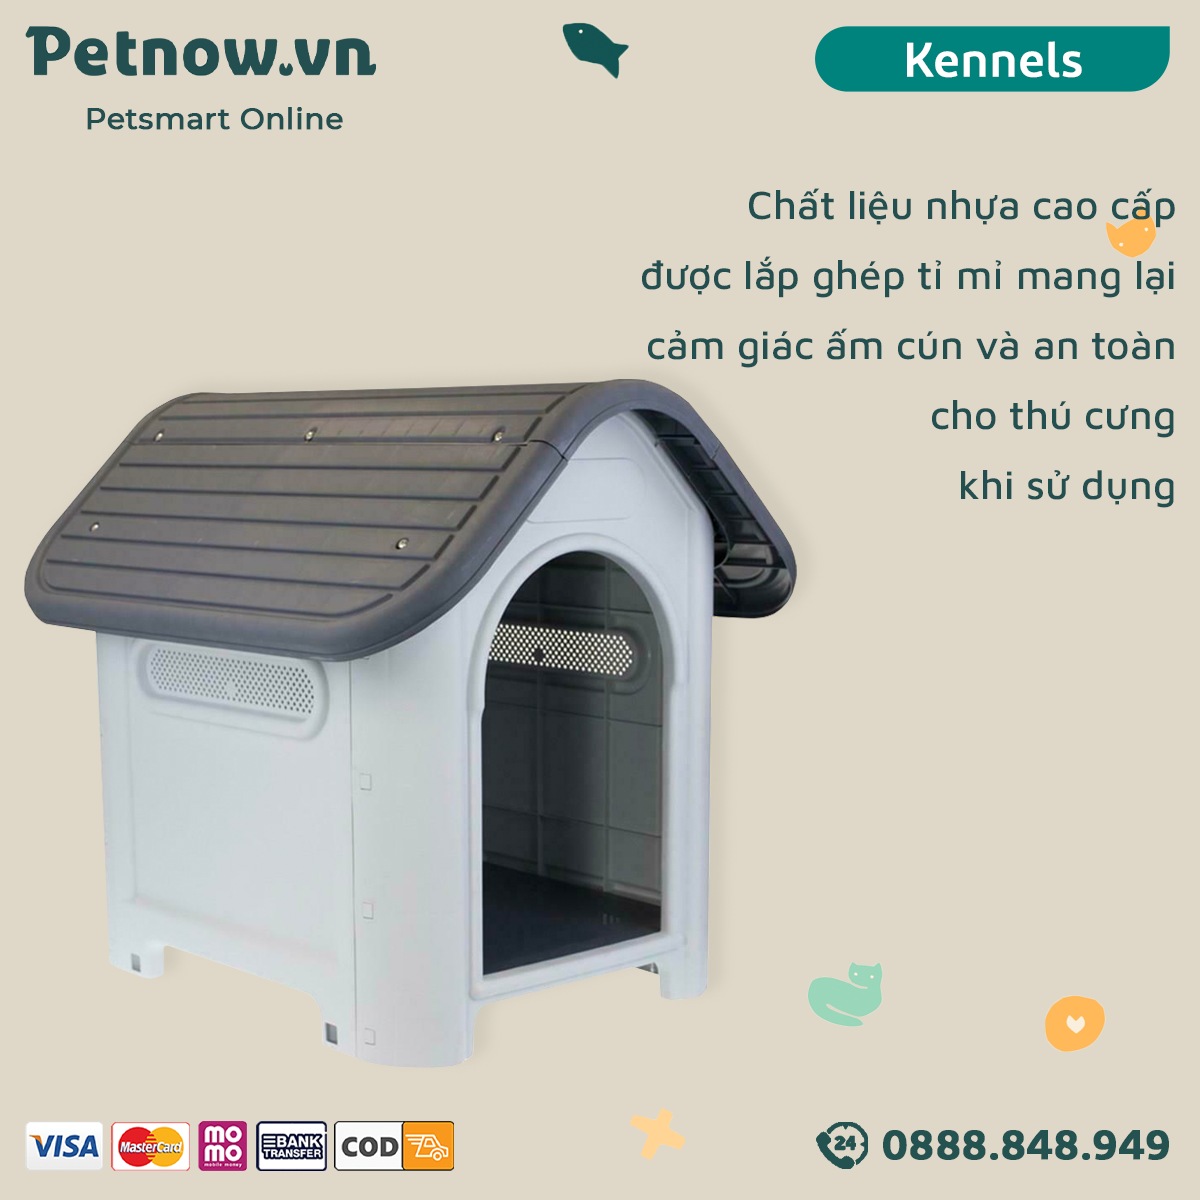 Petnow.vn
Petsmart Online
Kennels
Chất liệu nhựa cao cấp
được lắp ghép tỉ mỉ mang lại
cảm giác ấm cún và an toàn
cho thú cưng
khi sử dụng
VISA
MasterCard
mo
mo
mobile money
BANK
TRANSFER
COD
24
0888.848.949